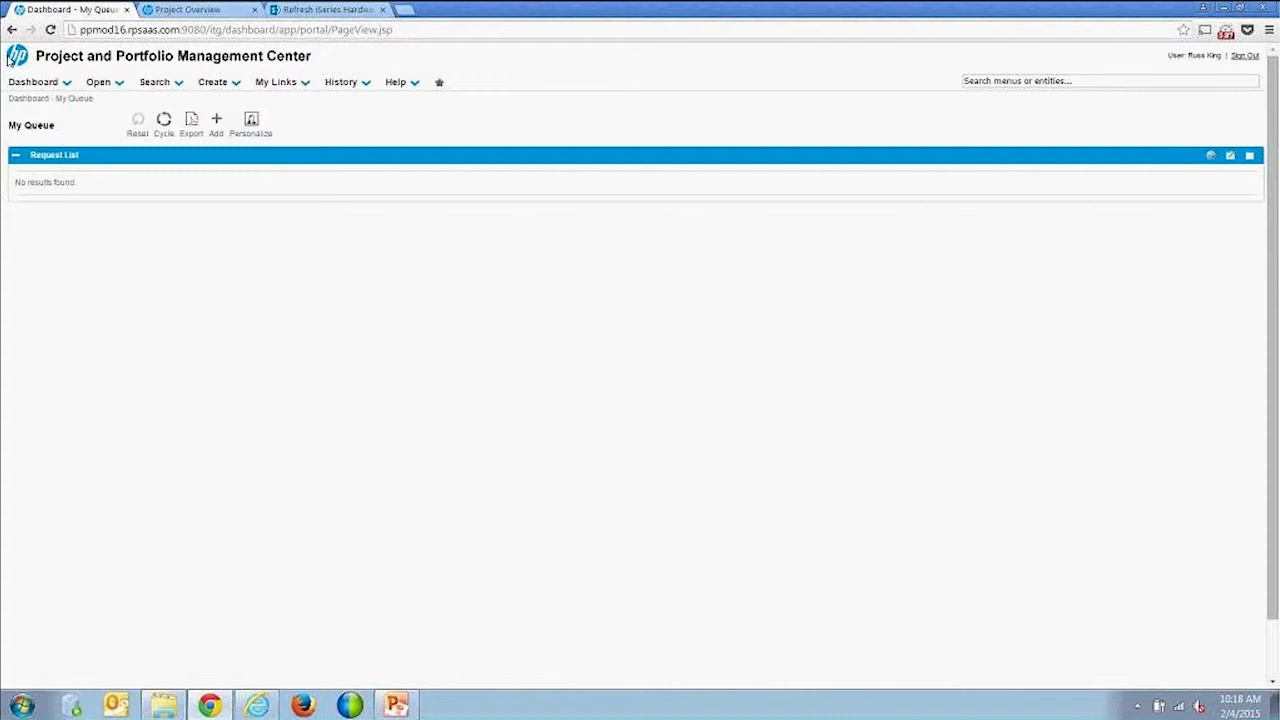 Dashboard - My Queu
Project Overview
Refresh iSeries Hardw
ppmod16.rpsaas.com:9080/itg/dashboard/app/portal/PageView.jsp
hp
Project and Portfolio Management Center
User: Russ King | Sign Out
Dashboard Open Search Create My Links History Help
Search menus or entities...
Dashboard - My Queue
My Queue
Reset Cycle Export Add Personalize
Request List
No results found.
10:18 AM
2/4/2015